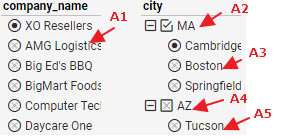 company_name city
A1 A2
XO Resellers MA
AMG Logistics Cambridge
Big Ed's BBQ Boston A3
BigMart Foods Springfield
A4
Computer Tec AZ
A5
Daycare One Tucson